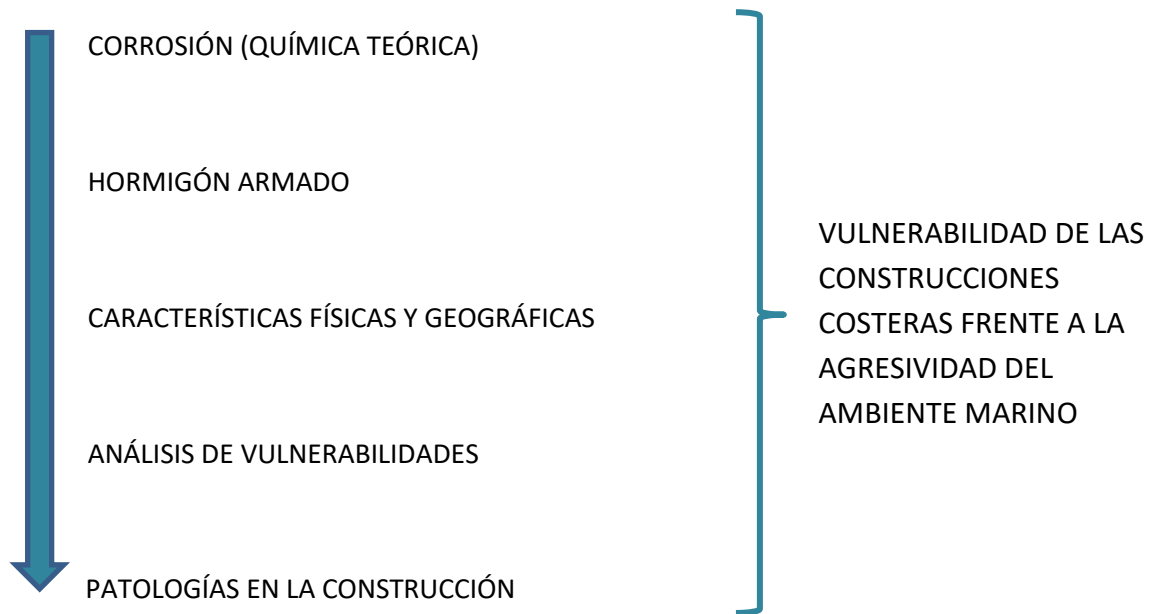 CORROSIÓN (QUÍMICA TEÓRICA)
HORMIGÓN ARMADO
CARACTERÍSTICAS FÍSICAS Y GEOGRÁFICAS
ANÁLISIS DE VULNERABILIDADES
PATOLOGÍAS EN LA CONSTRUCCIÓN
VULNERABILIDAD DE LAS
CONSTRUCCIONES
COSTERAS FRENTE A LA
AGRESIVIDAD DEL
AMBIENTE MARINO